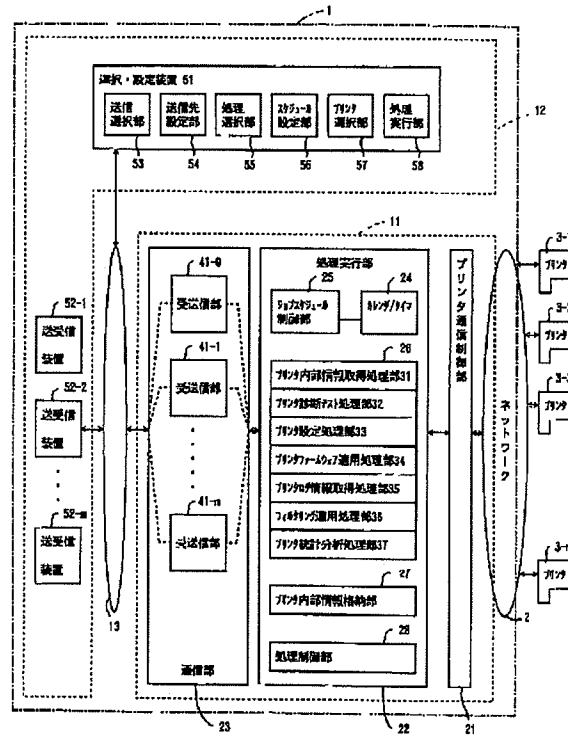 1
選択・設定装置 51
送信
選択部
送信先
設定部
処理
選択部
スケジュール
設定部
プリンタ
選択部
処理
実行部
53
54
55
56
57
58
12
11
52-1
送受信
装置
52-2
送受信
装置
52-m
送受信
装置
13
41-0
受送信部
41-1
受送信部
41-m
受送信部
通信部
23
処理実行部
25
24
ジョブスケジュール
制御部
カレンダ/タイマ
26
プリンタ内部情報取得処理部31
プリンタ診断テスト処理部32
プリンタ設定処理部33
プリンタファームウェア適用処理部34
プリンタログ情報取得処理部35
フィルタリング適用処理部36
プリンタ統計分析処理部37
27
プリンタ内部情報格納部
28
処理制御部
22
プリンタ通信制御部
21
ネットワーク
2
プリンタ
プリンタ
プリンタ
プリンタ